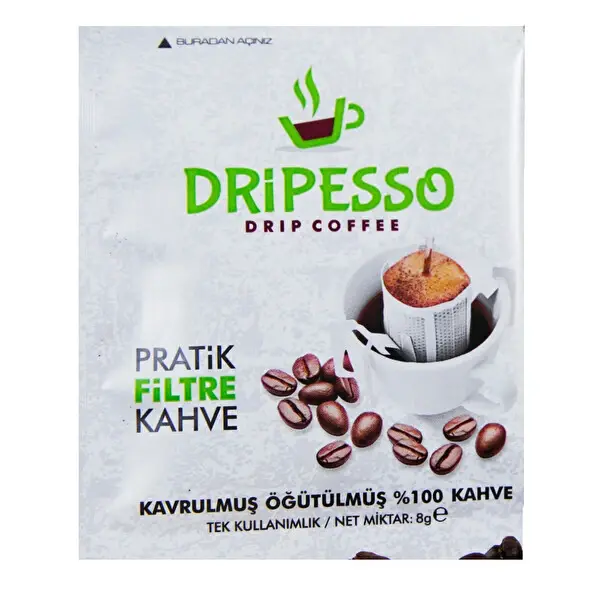 ▲ BURADAN AÇINIZ
DRiPESSO
DRIP COFFEE
PRATiK
FiLTRE
KAHVE
KAVRULMUŞ ÖĞÜTÜLMÜŞ %100 KAHVE
TEK KULLANIMLIK / NET MİKTAR: 8g℮